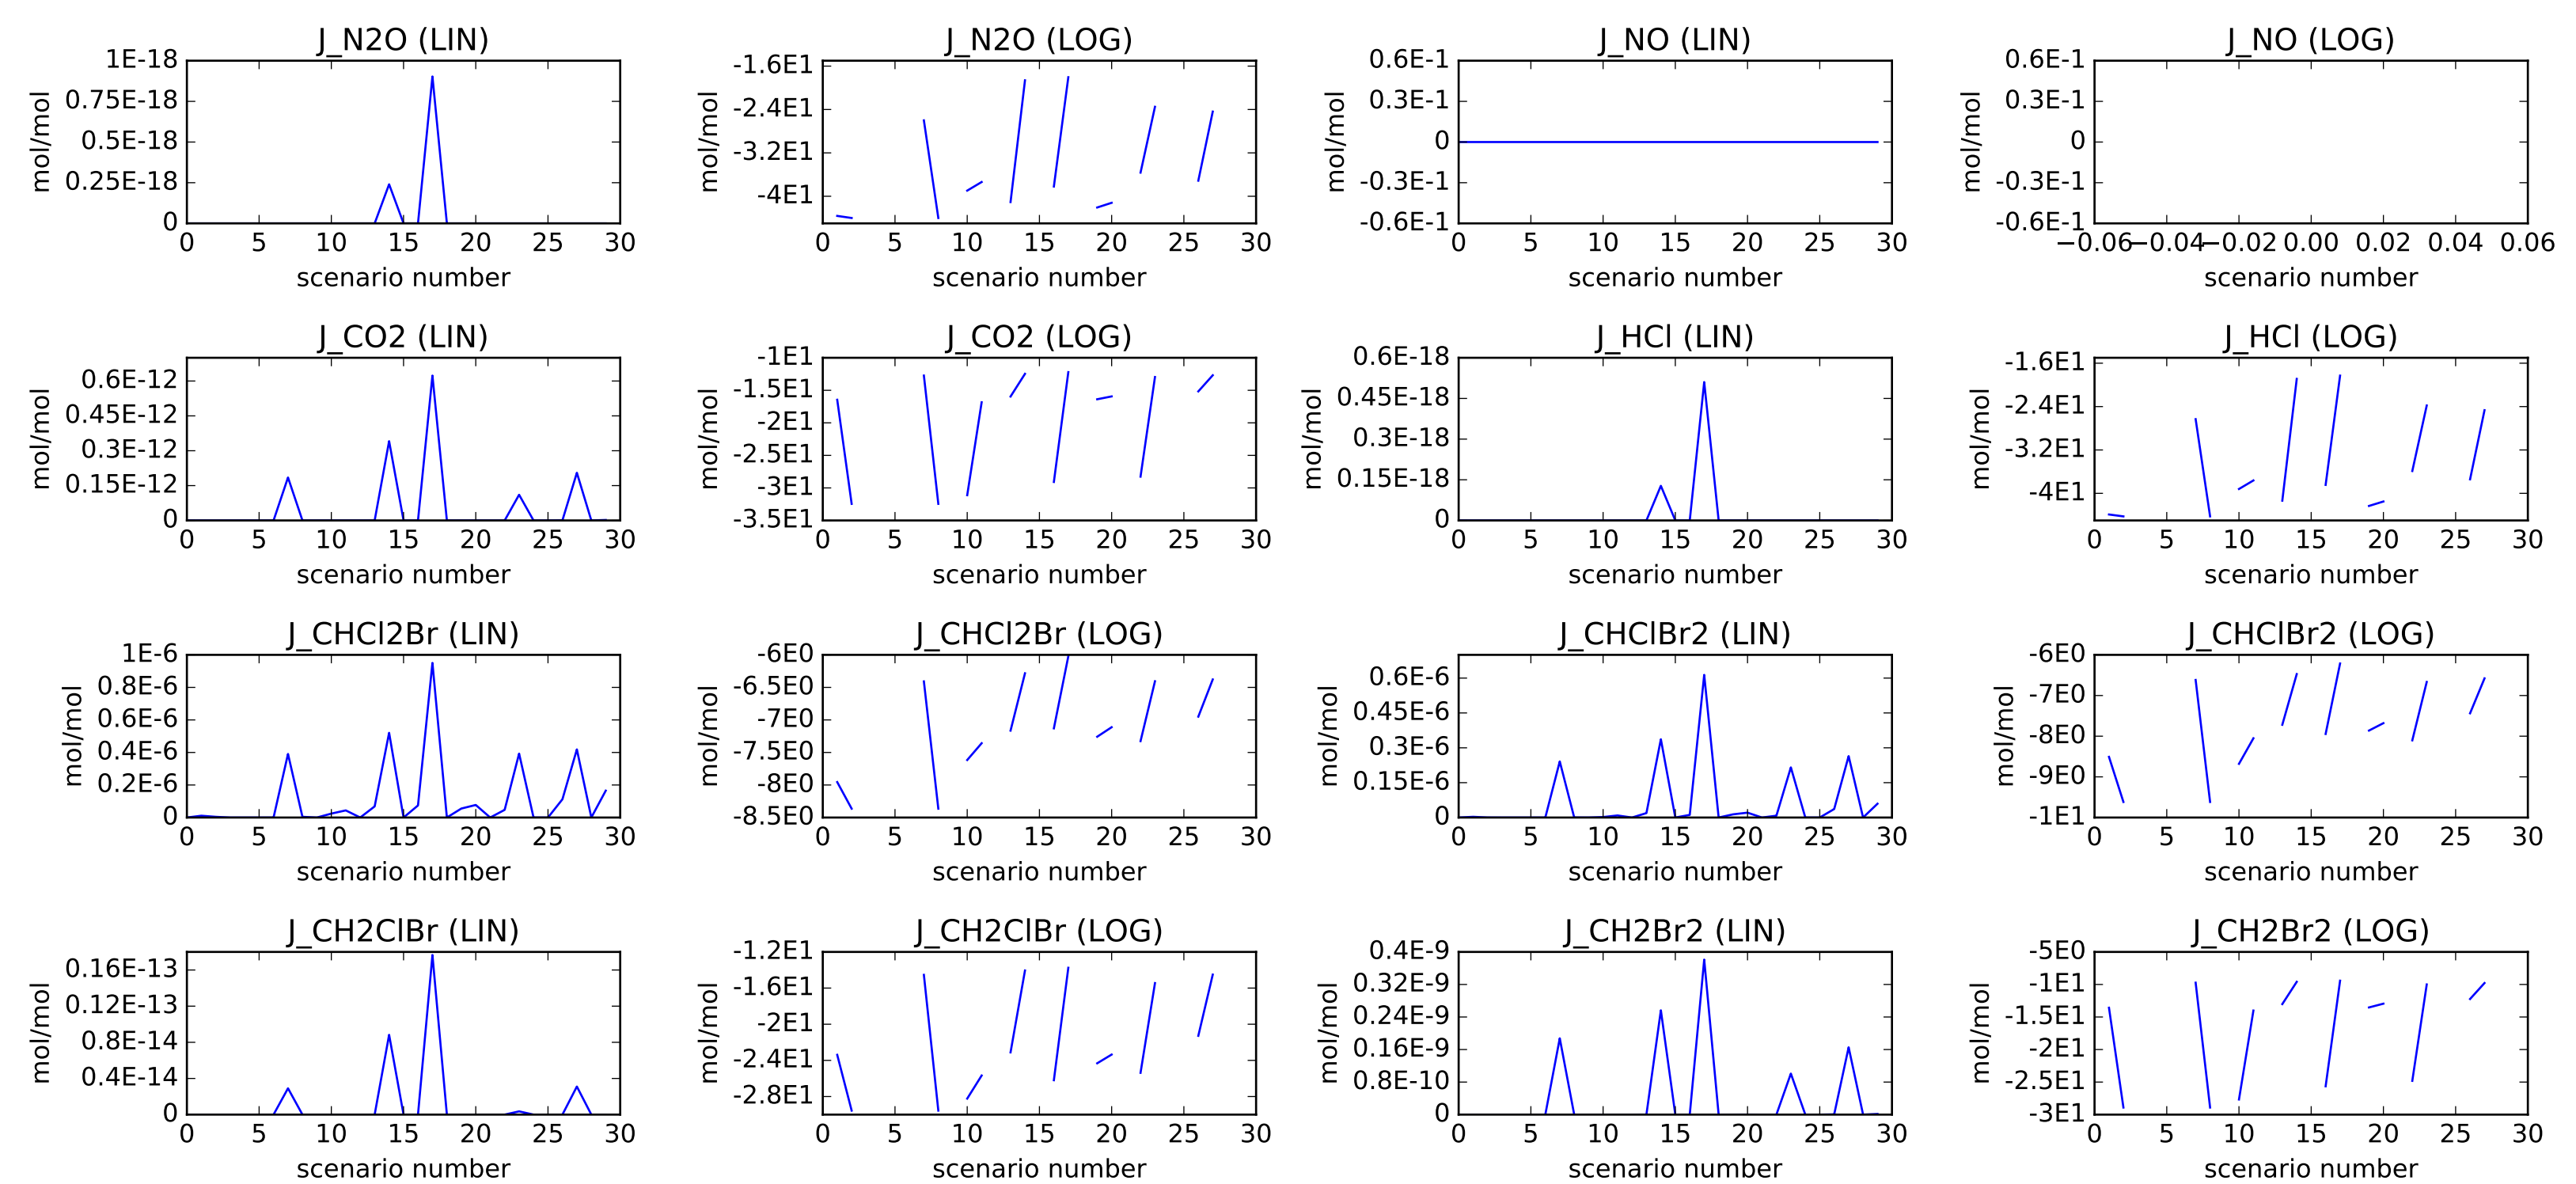 J_N2O (LIN)
mol/mol
1E-18
0.75E-18
0.5E-18
0.25E-18
0
0 5 10 15 20 25 30
scenario number
J_N2O (LOG)
mol/mol
-1.6E1
-2.4E1
-3.2E1
-4E1
0 5 10 15 20 25 30
scenario number
J_NO (LIN)
mol/mol
0.6E-1
0.3E-1
0
-0.3E-1
-0.6E-1
0 5 10 15 20 25 30
scenario number
J_NO (LOG)
mol/mol
0.6E-1
0.3E-1
0
-0.3E-1
-0.6E-1
−0.06 −0.04 −0.02 0.00 0.02 0.04 0.06
scenario number
J_CO2 (LIN)
mol/mol
0.6E-12
0.45E-12
0.3E-12
0.15E-12
0
0 5 10 15 20 25 30
scenario number
J_CO2 (LOG)
mol/mol
-1E1
-1.5E1
-2E1
-2.5E1
-3E1
-3.5E1
0 5 10 15 20 25 30
scenario number
J_HCl (LIN)
mol/mol
0.6E-18
0.45E-18
0.3E-18
0.15E-18
0
0 5 10 15 20 25 30
scenario number
J_HCl (LOG)
mol/mol
-1.6E1
-2.4E1
-3.2E1
-4E1
0 5 10 15 20 25 30
scenario number
J_CHCl2Br (LIN)
mol/mol
1E-6
0.8E-6
0.6E-6
0.4E-6
0.2E-6
0
0 5 10 15 20 25 30
scenario number
J_CHCl2Br (LOG)
mol/mol
-6E0
-6.5E0
-7E0
-7.5E0
-8E0
-8.5E0
0 5 10 15 20 25 30
scenario number
J_CHClBr2 (LIN)
mol/mol
0.6E-6
0.45E-6
0.3E-6
0.15E-6
0
0 5 10 15 20 25 30
scenario number
J_CHClBr2 (LOG)
mol/mol
-6E0
-7E0
-8E0
-9E0
-1E1
0 5 10 15 20 25 30
scenario number
J_CH2ClBr (LIN)
mol/mol
0.16E-13
0.12E-13
0.8E-14
0.4E-14
0
0 5 10 15 20 25 30
scenario number
J_CH2ClBr (LOG)
mol/mol
-1.2E1
-1.6E1
-2E1
-2.4E1
-2.8E1
0 5 10 15 20 25 30
scenario number
J_CH2Br2 (LIN)
mol/mol
0.4E-9
0.32E-9
0.24E-9
0.16E-9
0.8E-10
0
0 5 10 15 20 25 30
scenario number
J_CH2Br2 (LOG)
mol/mol
-5E0
-1E1
-1.5E1
-2E1
-2.5E1
-3E1
0 5 10 15 20 25 30
scenario number